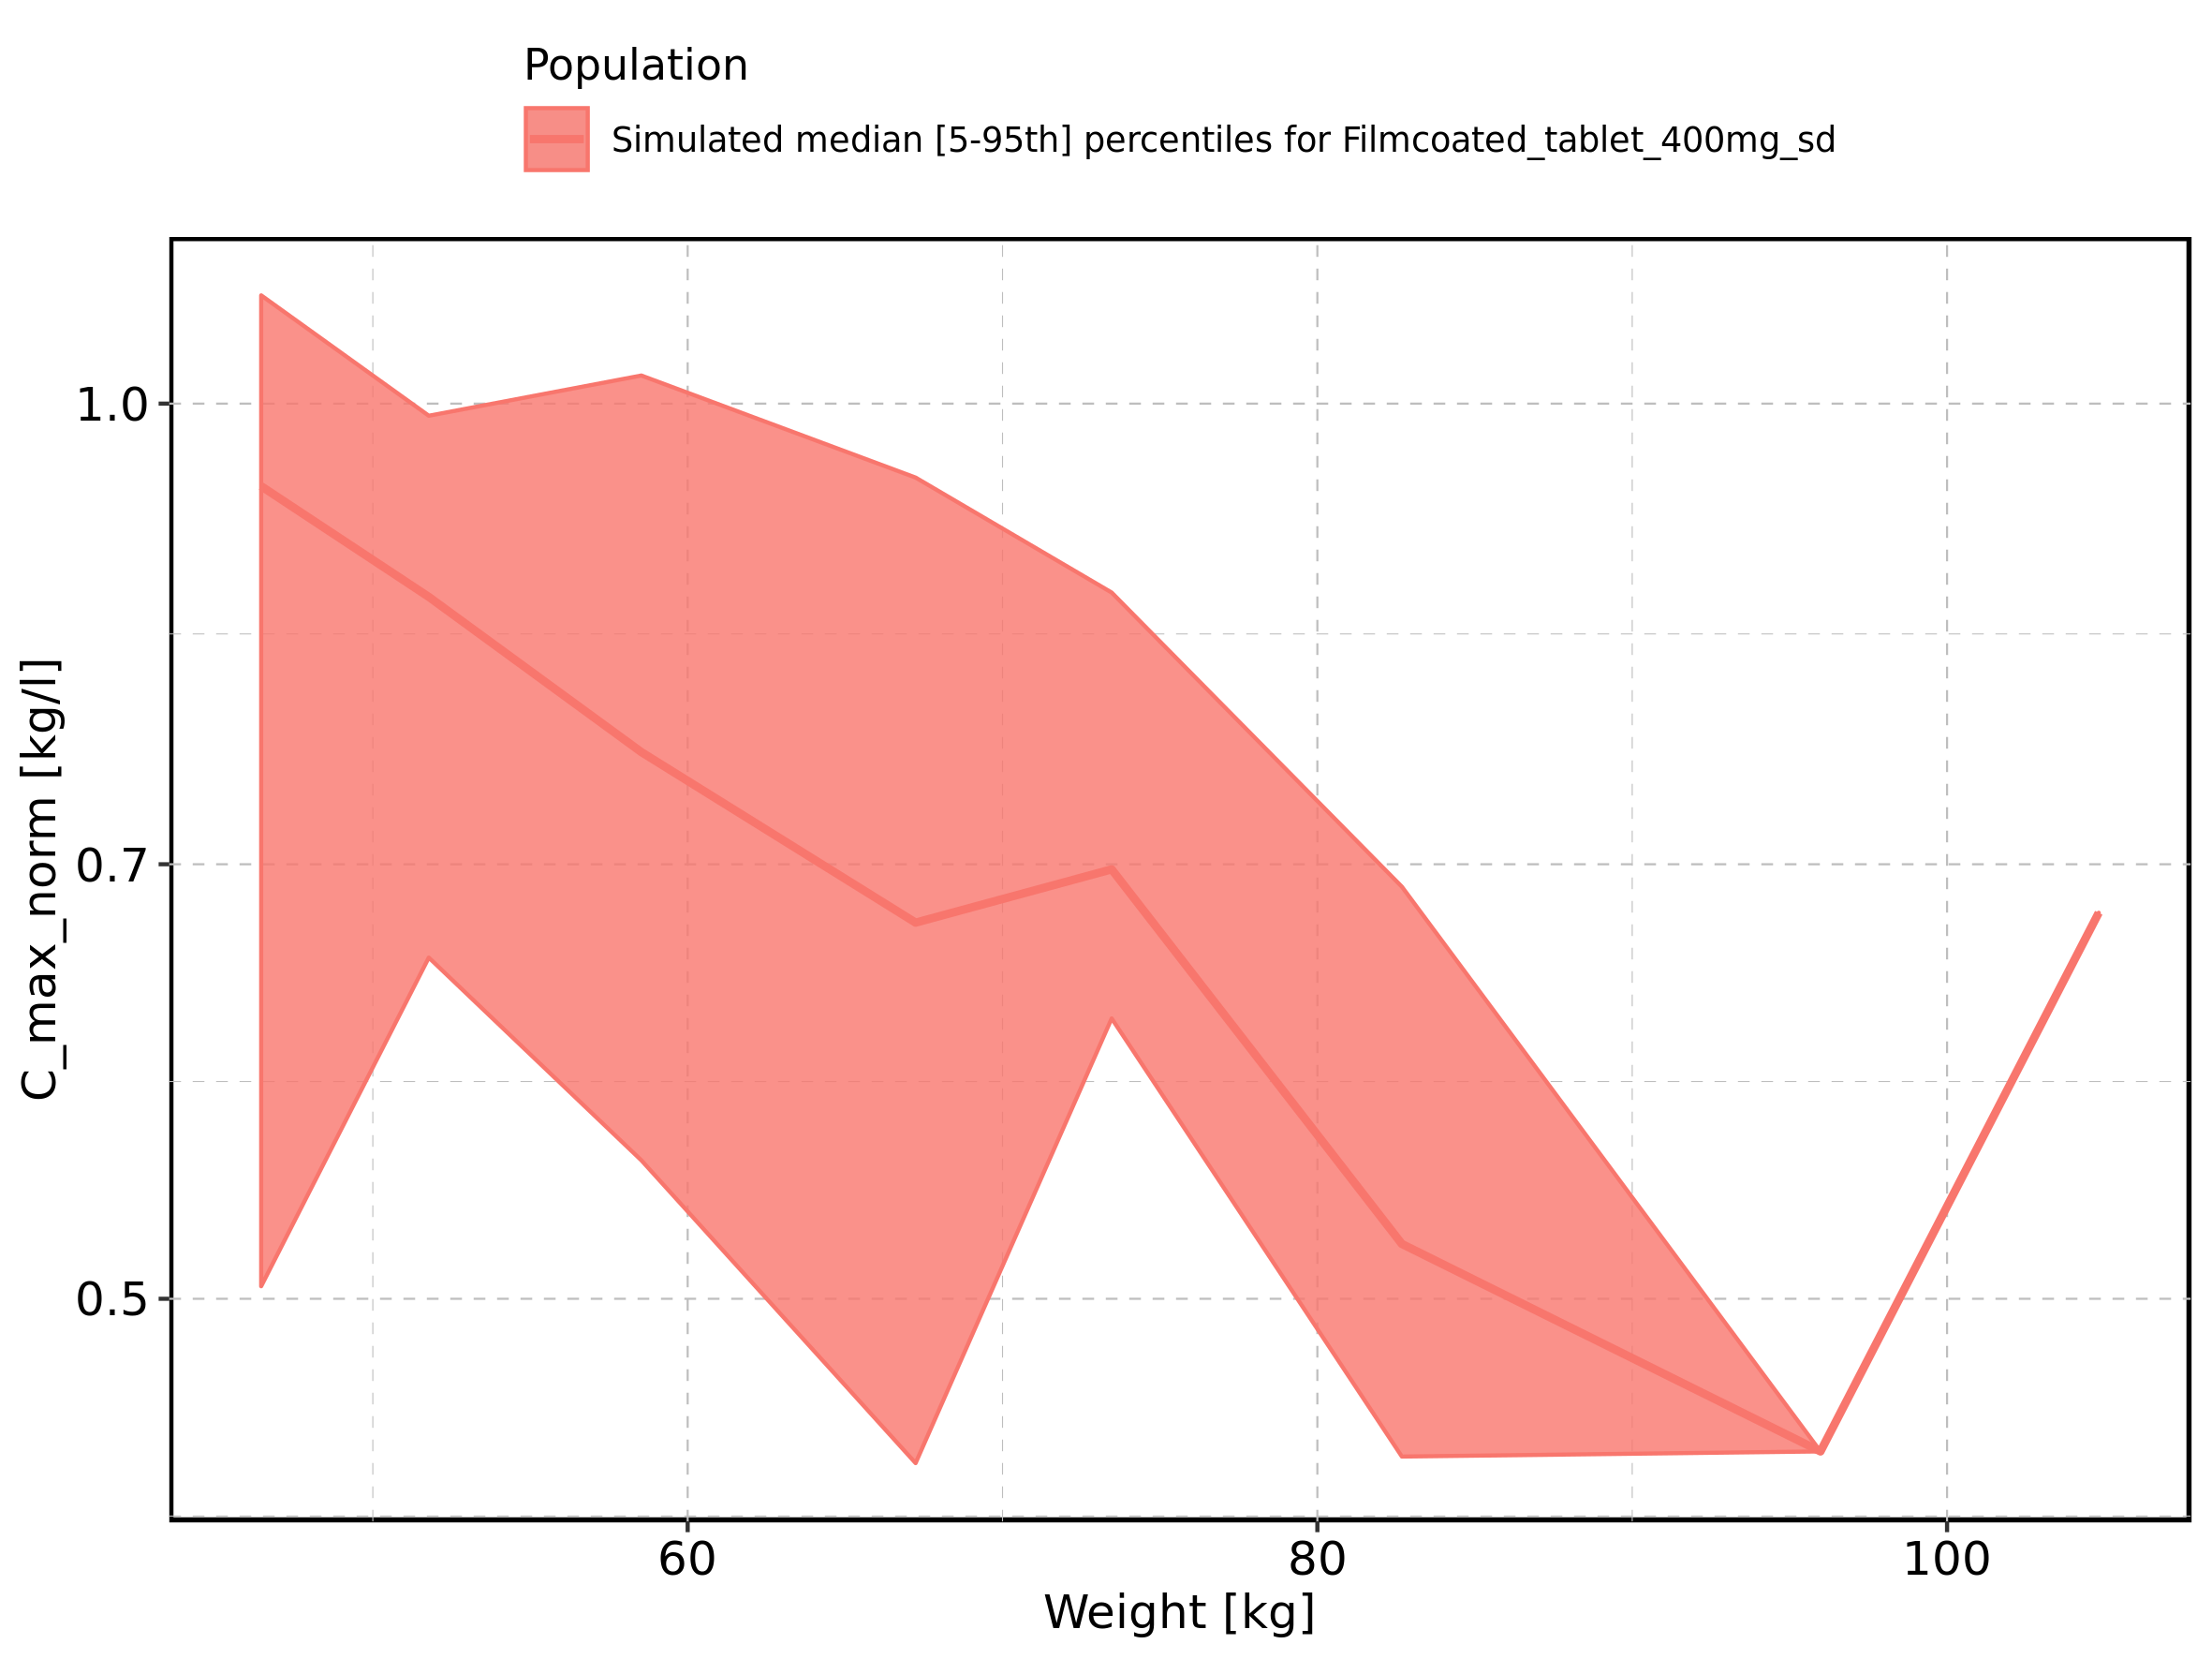 Population
Simulated median [5-95th] percentiles for Filmcoated_tablet_400mg_sd
C_max_norm [kg/l]
1.0
0.7
0.5
60 80 100
Weight [kg]